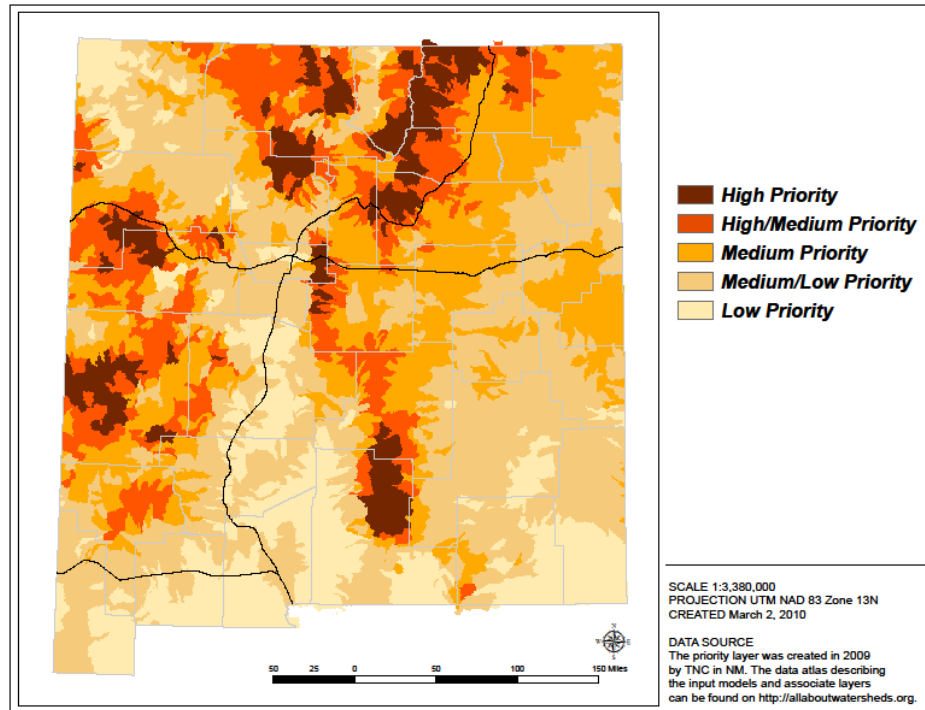 High Priority
High/Medium Priority
Medium Priority
Medium/Low Priority
Low Priority
SCALE 1:3,380,000
PROJECTION UTM NAD 83 Zone 13N
CREATED March 2, 2010
DATA SOURCE
The priority layer was created in 2009
by TNC in NM. The data atlas describing
the input models and associate layers
can be found on http://allaboutwatersheds.org.
N
W E
S
50 25 0 50 100 150 Miles